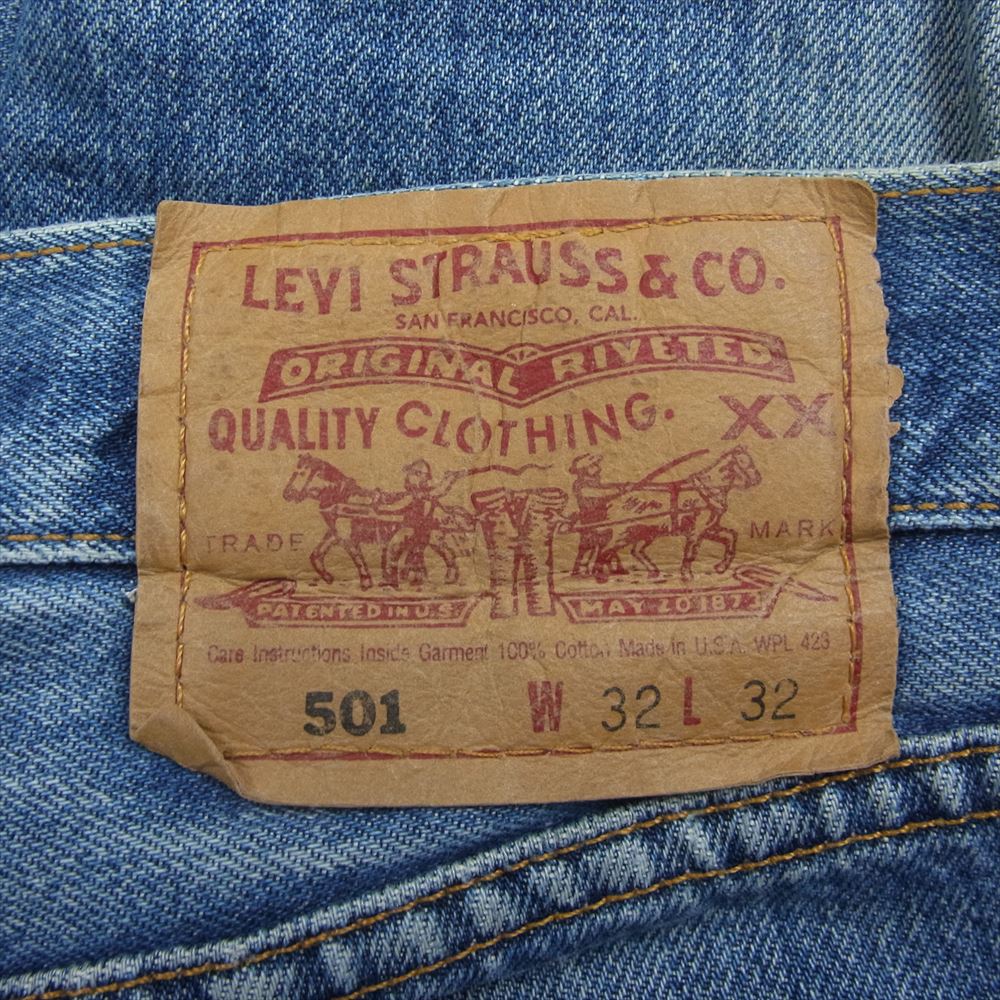 LEVI STRAUSS & CO.
SAN FRANCISCO, CAL.
ORIGINAL RIVETED
QUALITY CLOTHING. XX
TRADE MARK
PATENTED IN U.S. MAY 20 1873
Care Instructions Inside Garment 100% Cotton Made in U.S.A. WPL 423
501 W 32 L 32